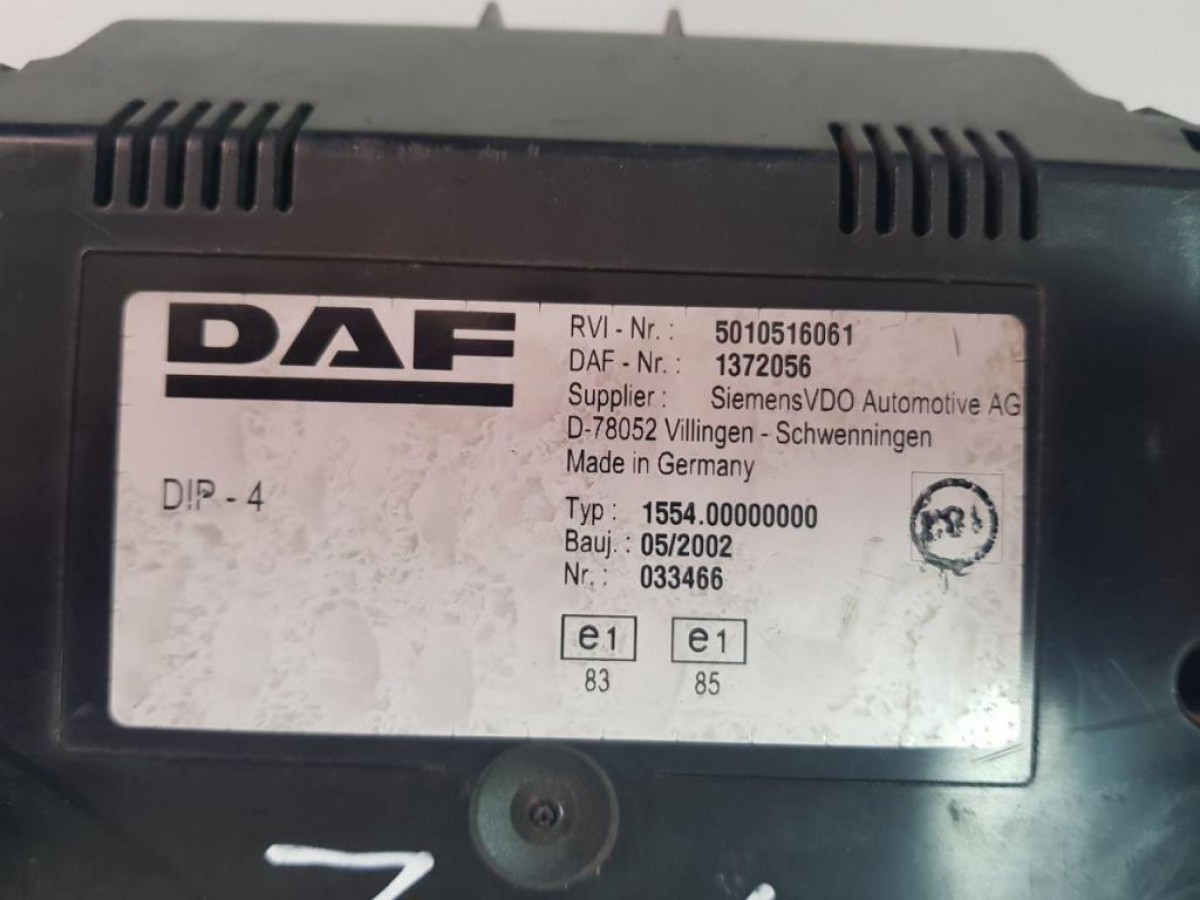 DAF
DIP - 4
RVI - Nr. : 5010516061
DAF - Nr. : 1372056
Supplier : SiemensVDO Automotive AG
D-78052 Villingen - Schwenningen
Made in Germany
Typ : 1554.00000000
Bauj. : 05/2002
Nr. : 033466
e1 e1
83 85